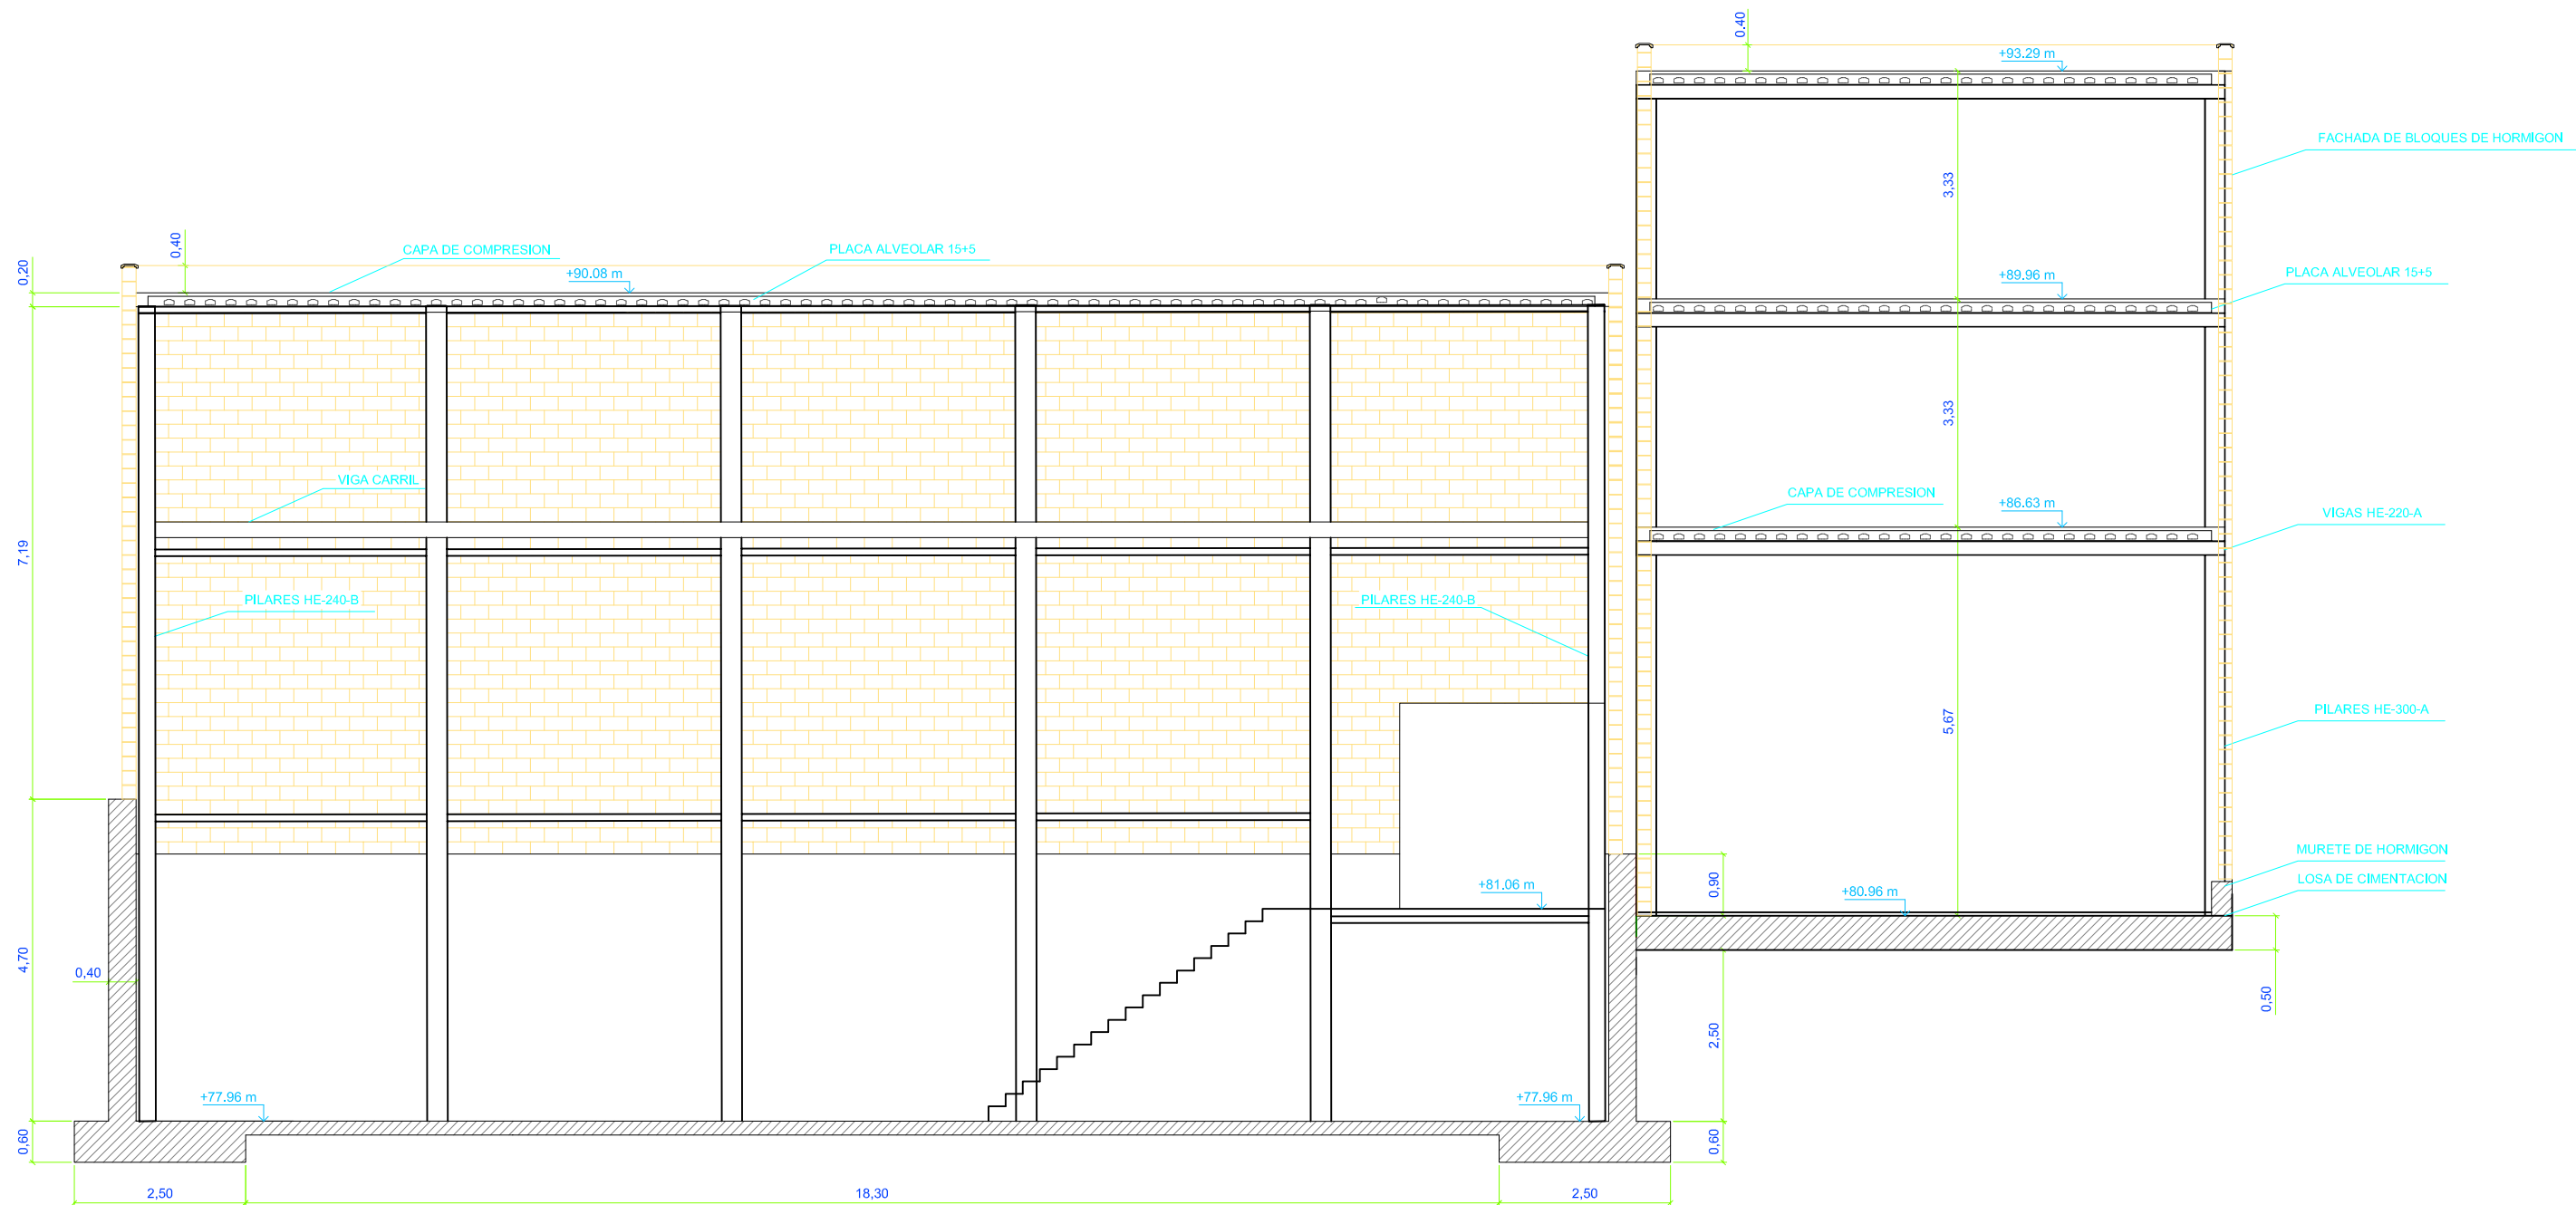 0.40
+93.29 m
FACHADA DE BLOQUES DE HORMIGON
3,33
0,40
CAPA DE COMPRESION
PLACA ALVEOLAR 15+5
0,20
+90.08 m
+89.96 m
PLACA ALVEOLAR 15+5
3,33
VIGA CARRIL
CAPA DE COMPRESION
+86.63 m
VIGAS HE-220-A
7,19
PILARES HE-240-B
PILARES HE-240-B
5,67
PILARES HE-300-A
MURETE DE HORMIGON
LOSA DE CIMENTACION
0,90
+81.06 m
+80.96 m
4,70
0,40
0,50
2,50
+77.96 m
+77.96 m
0,60
0,60
2,50
18,30
2,50